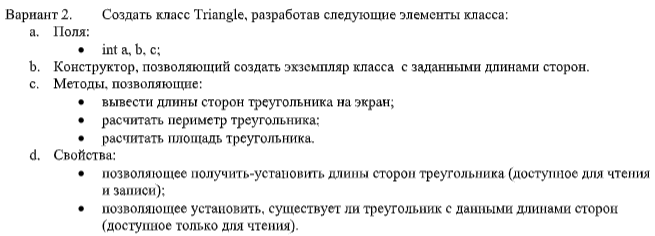 Вариант 2. Создать класс Triangle, разработав следующие элементы класса:
a. Поля:
• int a, b, c;
b. Конструктор, позволяющий создать экземпляр класса с заданными длинами сторон.
c. Методы, позволяющие:
• вывести длины сторон треугольника на экран;
• расчитать периметр треугольника;
• расчитать площадь треугольника.
d. Свойства:
• позволяющее получить-установить длины сторон треугольника (доступное для чтения
и записи);
• позволяющее установить, существует ли треугольник с данными длинами сторон
(доступное только для чтения).